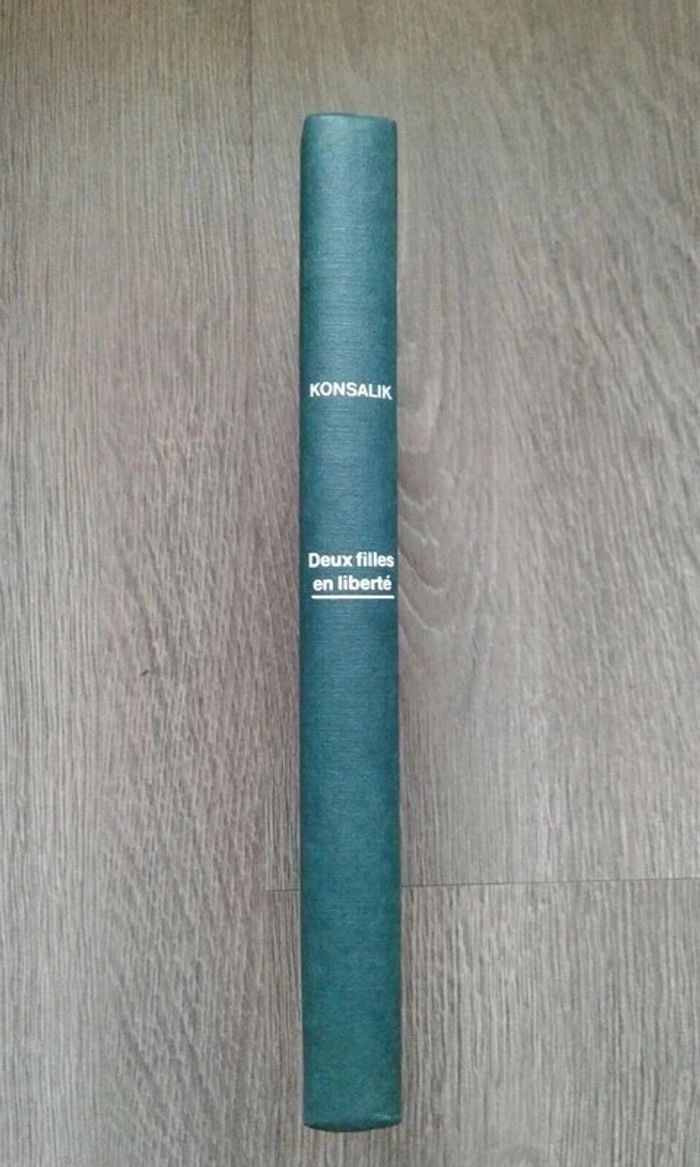 KONSALIK
Deux filles
en liberté